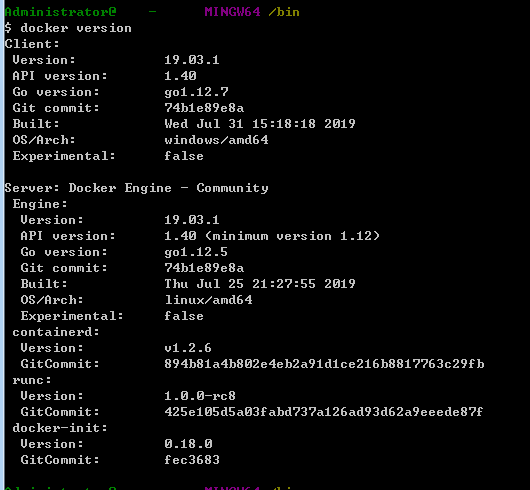 Administrator@ - MINGW64 /bin
$ docker version
Client:
Version: 19.03.1
API version: 1.40
Go version: go1.12.7
Git commit: 74b1e89e8a
Built: Wed Jul 31 15:18:18 2019
OS/Arch: windows/amd64
Experimental: false
Server: Docker Engine - Community
Engine:
Version: 19.03.1
API version: 1.40 (minimum version 1.12)
Go version: go1.12.5
Git commit: 74b1e89e8a
Built: Thu Jul 25 21:27:55 2019
OS/Arch: linux/amd64
Experimental: false
containerd:
Version: v1.2.6
GitCommit: 894b81a4b802e4eb2a91d1ce216b8817763c29fb
runc:
Version: 1.0.0-rc8
GitCommit: 425e105d5a03fabd737a126ad93d62a9eeede87f
docker-init:
Version: 0.18.0
GitCommit: fec3683